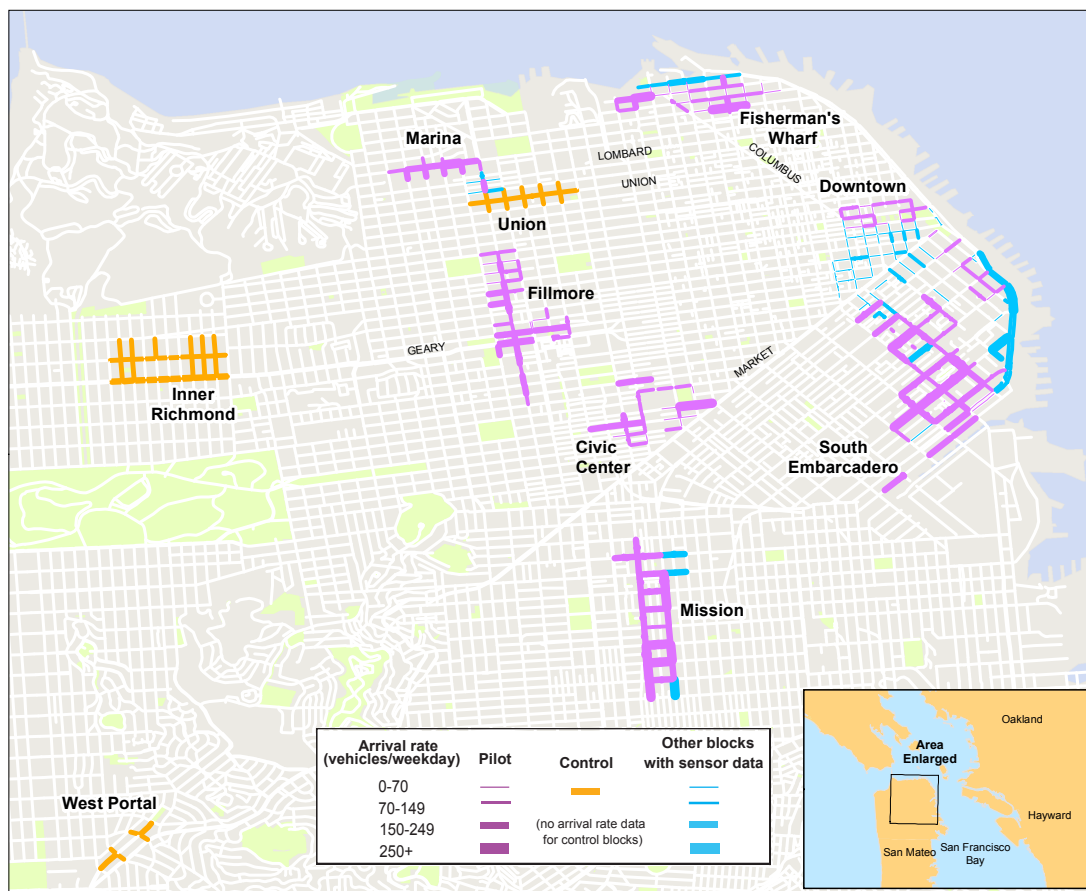 Marina
LOMBARD
UNION
COLUMBUS
Fisherman's
Wharf
Downtown
Union
Fillmore
GEARY
MARKET
Inner
Richmond
Civic
Center
South
Embarcadero
Mission
West Portal
Arrival rate
(vehicles/weekday)
Pilot
Control
Other blocks
with sensor data
0-70
70-149
150-249
250+
(no arrival rate data
for control blocks)
Oakland
Area
Enlarged
Hayward
San Mateo
San Francisco
Bay